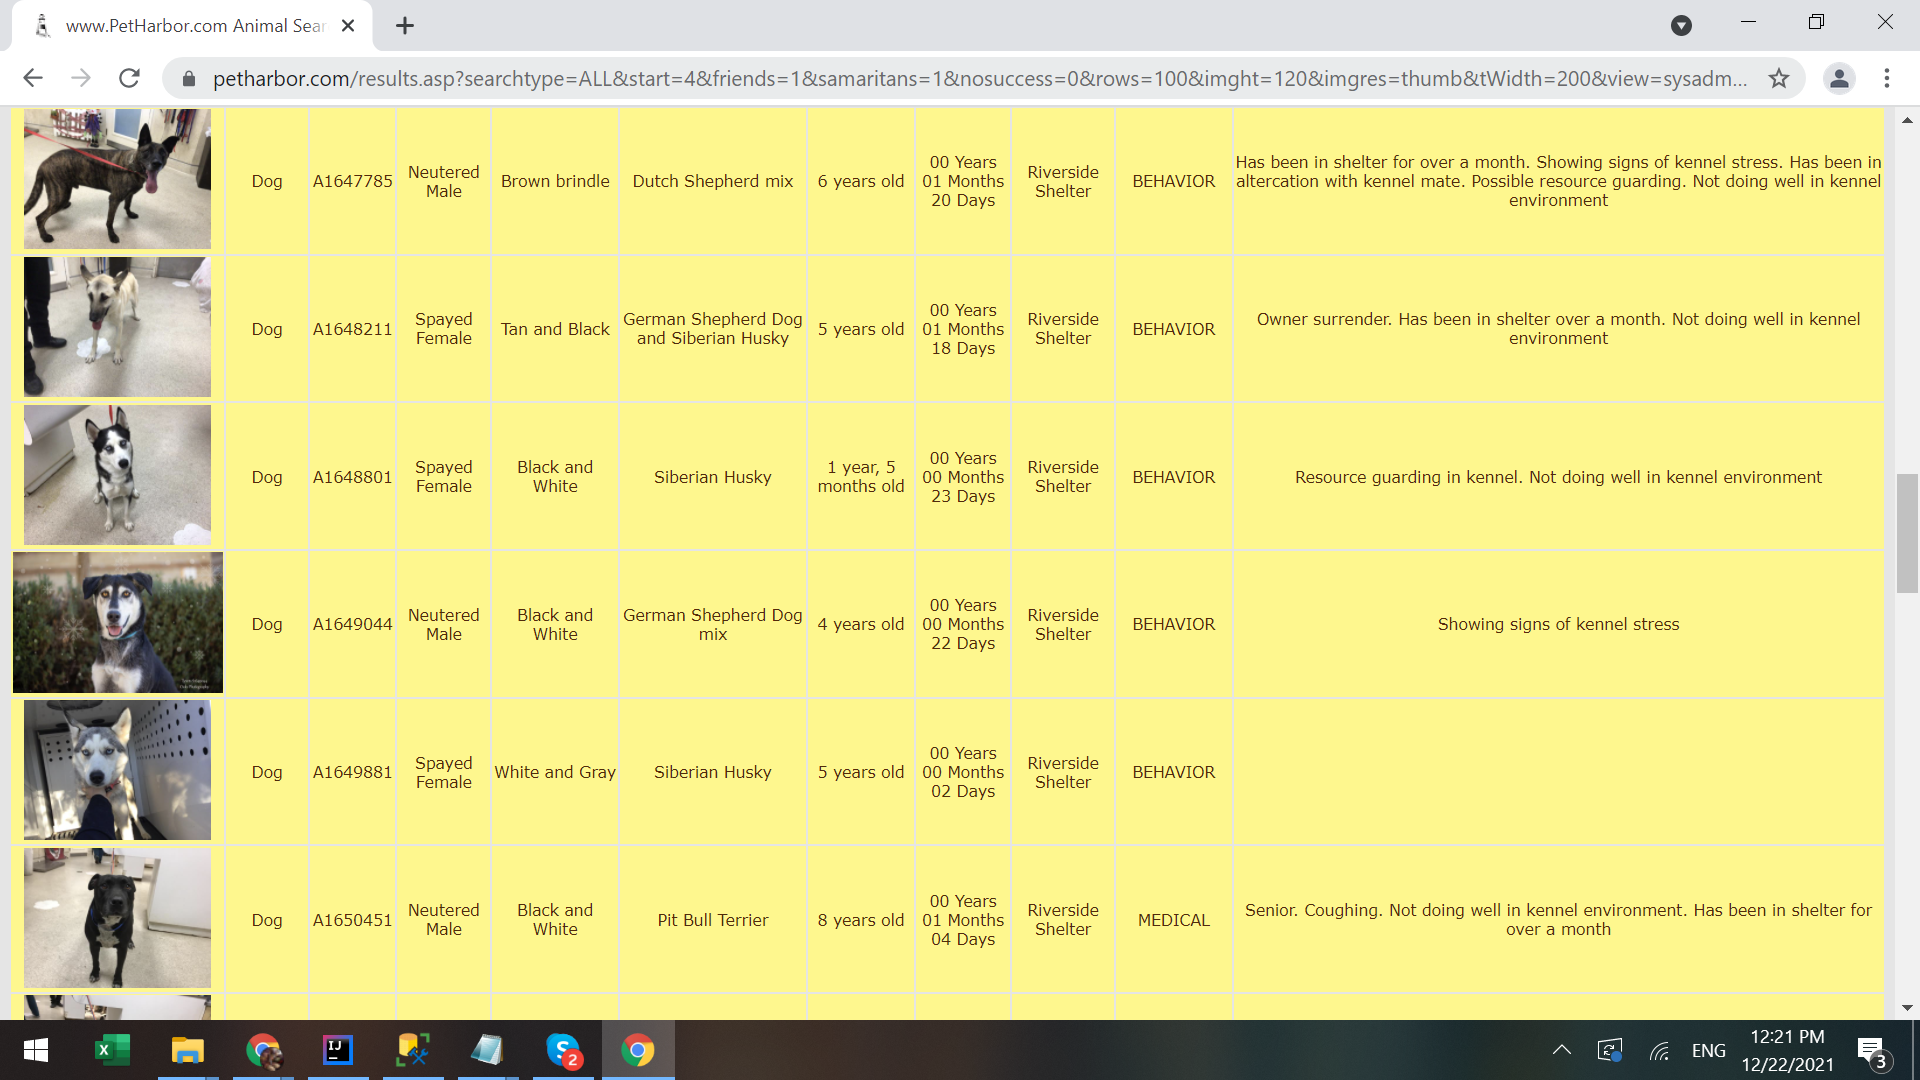 www.PetHarbor.com Animal Sear
petharbor.com/results.asp?searchtype=ALL&start=4&friends=1&samaritans=1&nosuccess=0&rows=100&imght=120&imgres=thumb&tWidth=200&view=sysadm...
Dog
A1647785
Neutered
Male
Brown brindle
Dutch Shepherd mix
6 years old
00 Years
01 Months
20 Days
Riverside
Shelter
BEHAVIOR
Has been in shelter for over a month. Showing signs of kennel stress. Has been in
altercation with kennel mate. Possible resource guarding. Not doing well in kennel
environment
Dog
A1648211
Spayed
Female
Tan and Black
German Shepherd Dog
and Siberian Husky
5 years old
00 Years
01 Months
18 Days
Riverside
Shelter
BEHAVIOR
Owner surrender. Has been in shelter over a month. Not doing well in kennel
environment
Dog
A1648801
Spayed
Female
Black and
White
Siberian Husky
1 year, 5
months old
00 Years
00 Months
23 Days
Riverside
Shelter
BEHAVIOR
Resource guarding in kennel. Not doing well in kennel environment
Dog
A1649044
Neutered
Male
Black and
White
German Shepherd Dog
mix
4 years old
00 Years
00 Months
22 Days
Riverside
Shelter
BEHAVIOR
Showing signs of kennel stress
Dog
A1649881
Spayed
Female
White and Gray
Siberian Husky
5 years old
00 Years
00 Months
02 Days
Riverside
Shelter
BEHAVIOR
Dog
A1650451
Neutered
Male
Black and
White
Pit Bull Terrier
8 years old
00 Years
01 Months
04 Days
Riverside
Shelter
MEDICAL
Senior. Coughing. Not doing well in kennel environment. Has been in shelter for
over a month
X
IJ
S
2
ENG
12:21 PM
12/22/2021
3